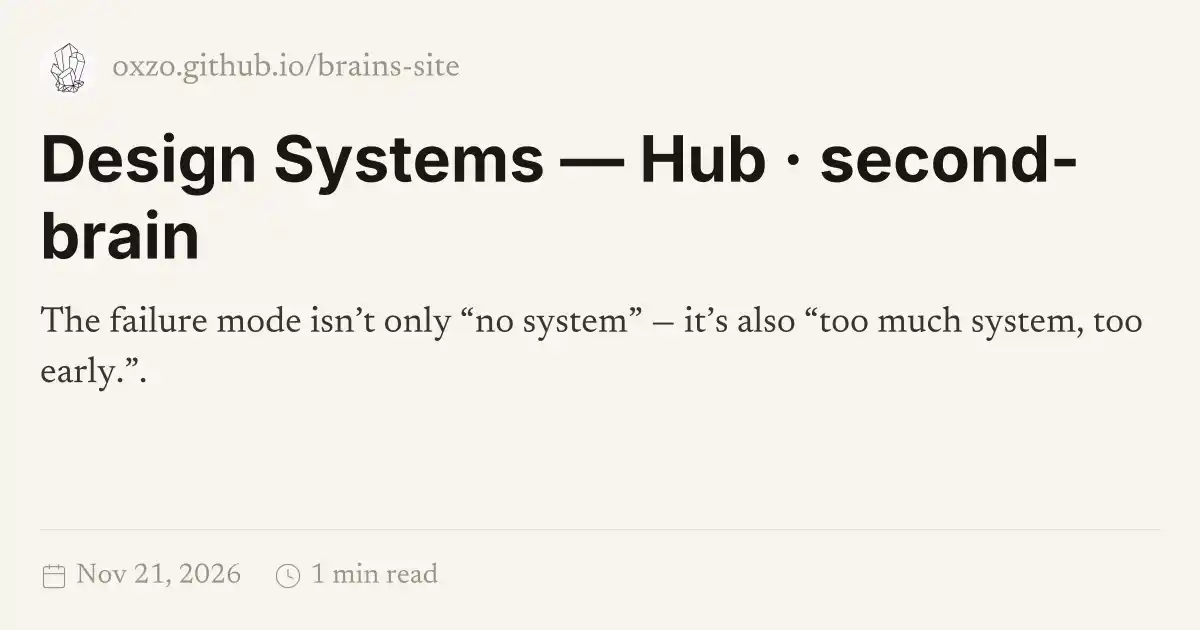 oxzo.github.io/brains-site
Design Systems — Hub · second-
brain
The failure mode isn’t only “no system” – it’s also “too much system, too
early.”.
Nov 21, 2026 1 min read